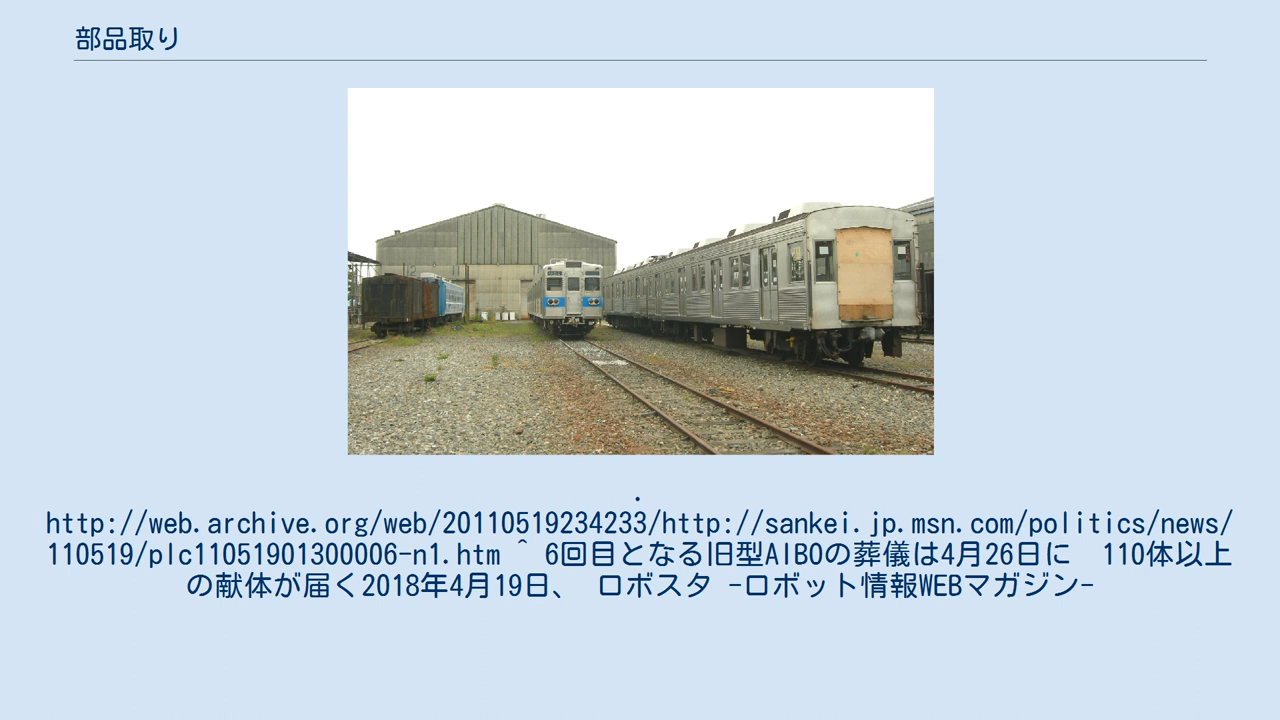 部品取り
.
http://web.archive.org/web/20110519234233/http://sankei.jp.msn.com/politics/news/
110519/plc11051901300006-n1.htm ^ 6回目となる旧型AIBOの葬儀は4月26日に　110体以上
の献体が届く2018年4月19日、 ロボスタ -ロボット情報WEBマガジン-